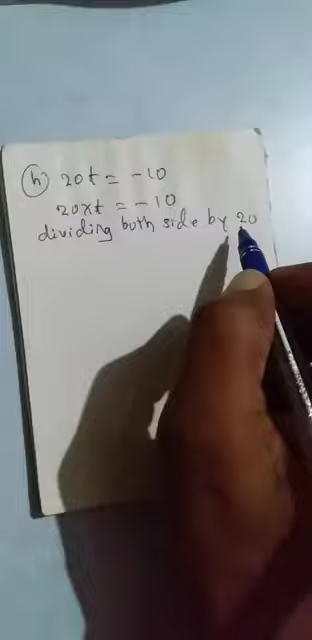 (h) 20t = -10
20×t = -10
dividing both side by 20